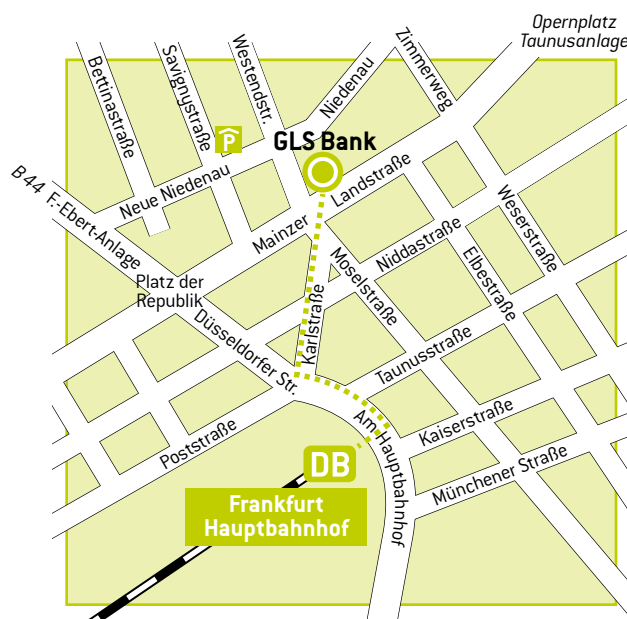 Opernplatz
Taunusanlage
Bettinastraße
Savignystraße
Westendstr.
Niedenau
Zimmerweg
P
GLS Bank
B 44 F.-Ebert-Anlage
Neue Niedenau
Mainzer Landstraße
Weserstraße
Platz der
Republik
Moselstraße
Niddastraße
Elbestraße
Düsseldorfer Str.
Karlstraße
Taunusstraße
Poststraße
Am Hauptbahnhof
Kaiserstraße
Münchener Straße
DB
Frankfurt
Hauptbahnhof